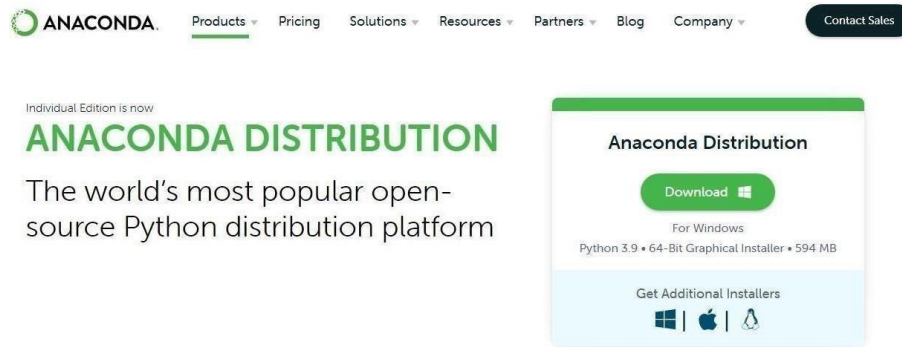 ANACONDA.
Products Pricing Solutions Resources Partners Blog Company Contact Sales
Individual Edition is now
ANACONDA DISTRIBUTION
The world's most popular open-
source Python distribution platform
Anaconda Distribution
Download
For Windows
Python 3.9 • 64-Bit Graphical Installer • 594 MB
Get Additional Installers
| |